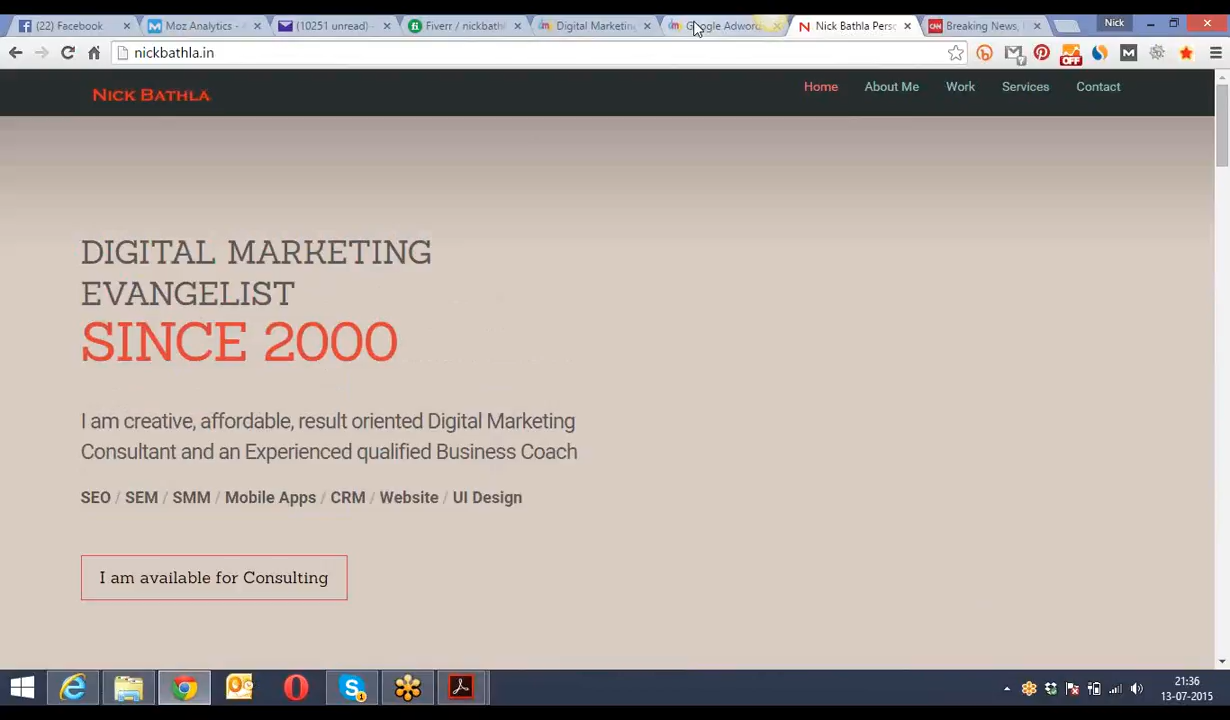 (22) Facebook
Moz Analytics -
(10251 unread) -
Fiverr / nickbath
Digital Marketing
Google Adword
Nick Bathla Pers
Breaking News,
Nick
nickbathla.in
OFF
M
NICK BATHLA
Home
About Me
Work
Services
Contact
DIGITAL MARKETING
EVANGELIST
SINCE 2000
I am creative, affordable, result oriented Digital Marketing
Consultant and an Experienced qualified Business Coach
SEO / SEM / SMM / Mobile Apps / CRM / Website / UI Design
I am available for Consulting
21:36
13-07-2015